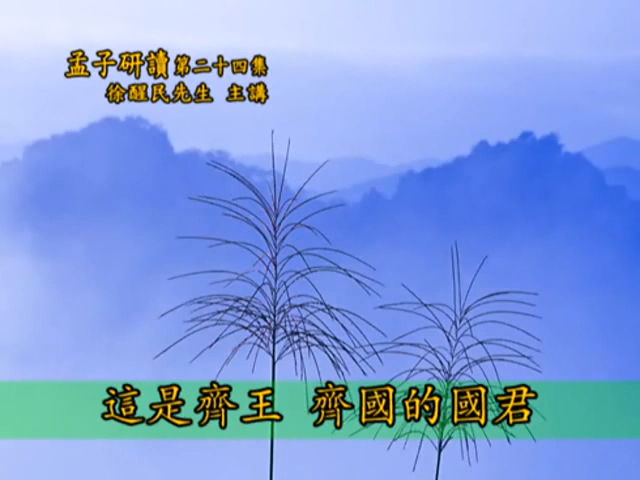 孟子研讀第二十四集
徐醒民先生 主講
這是齊王 齊國的國君